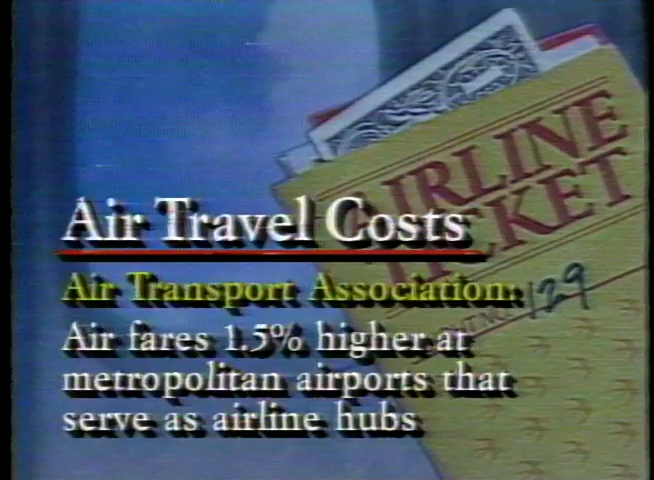 AIRLINE
TICKET
129
Air Travel Costs
Air Transport Association:
Air fares 1.5% higher at
metropolitan airports that
serve as airline hubs